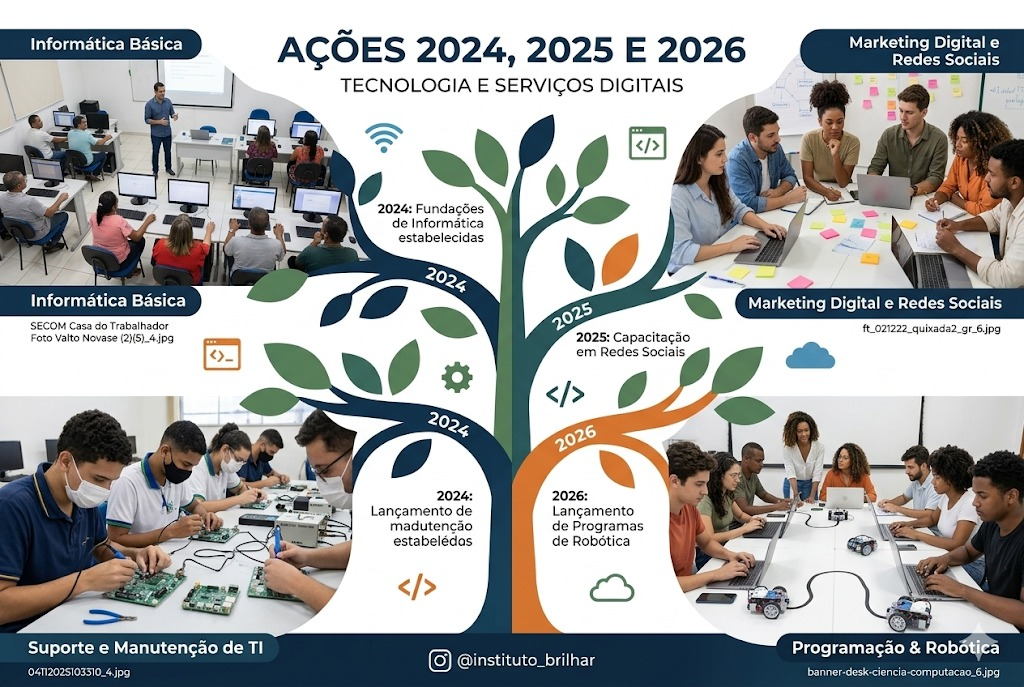 AÇÕES 2024, 2025 E 2026
TECNOLOGIA E SERVIÇOS DIGITAIS
Informática Básica
Marketing Digital e
Redes Sociais
</>
2024: Fundações
de Informática
estabelecidas
2024
2025
Informática Básica
SECOM Casa do Trabalhador
Foto Valto Novase (2)(5)_4.jpg
Marketing Digital e Redes Sociais
ft_021222_quixada2_gr_6.jpg
2025: Capacitação
em Redes Sociais
</>
2024
2026
2024:
Lançamento de
madutenção
estabelédos
2026:
Lançamento
de Programas
de Robótica
</>
Suporte e Manutenção de TI
04112025103310_4.jpg
@instituto_brilhar
Programação & Robótica
banner-desk-ciencia-computacao_6.jpg